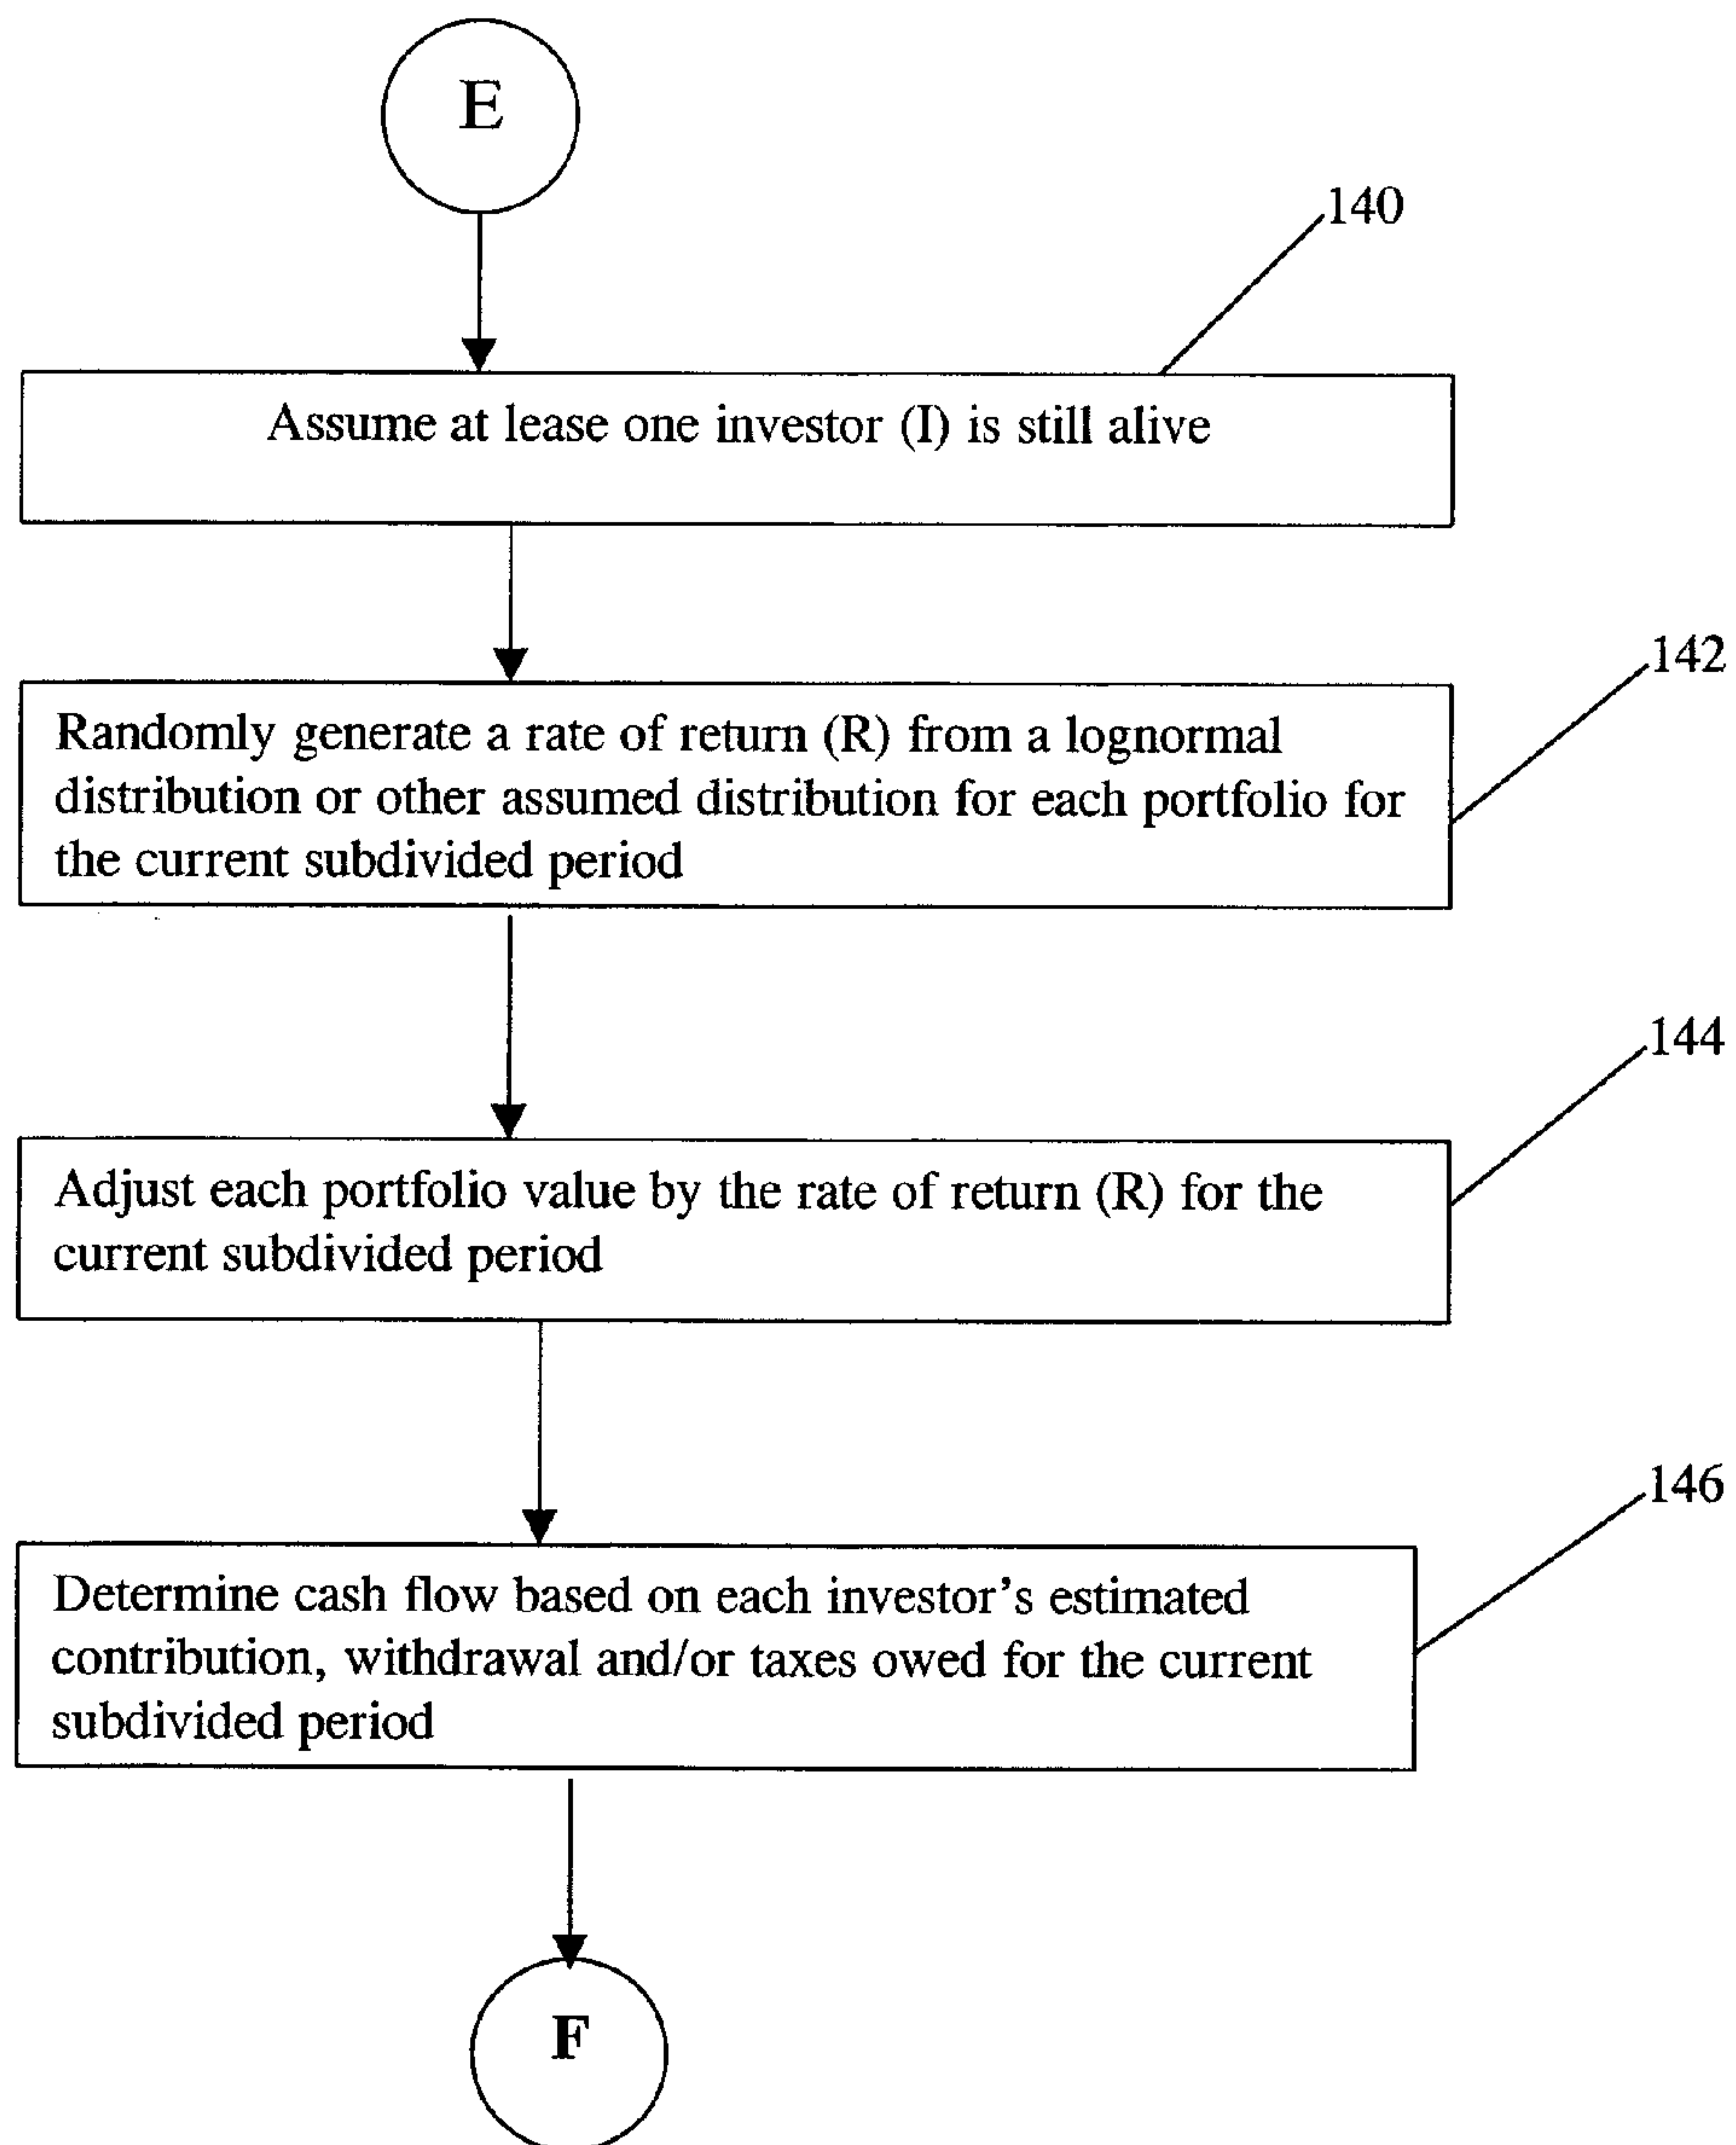 E
140
Assume at lease one investor (I) is still alive
142
Randomly generate a rate of return (R) from a lognormal
distribution or other assumed distribution for each portfolio for
the current subdivided period
144
Adjust each portfolio value by the rate of return (R) for the
current subdivided period
146
Determine cash flow based on each investor's estimated
contribution, withdrawal and/or taxes owed for the current
subdivided period
F